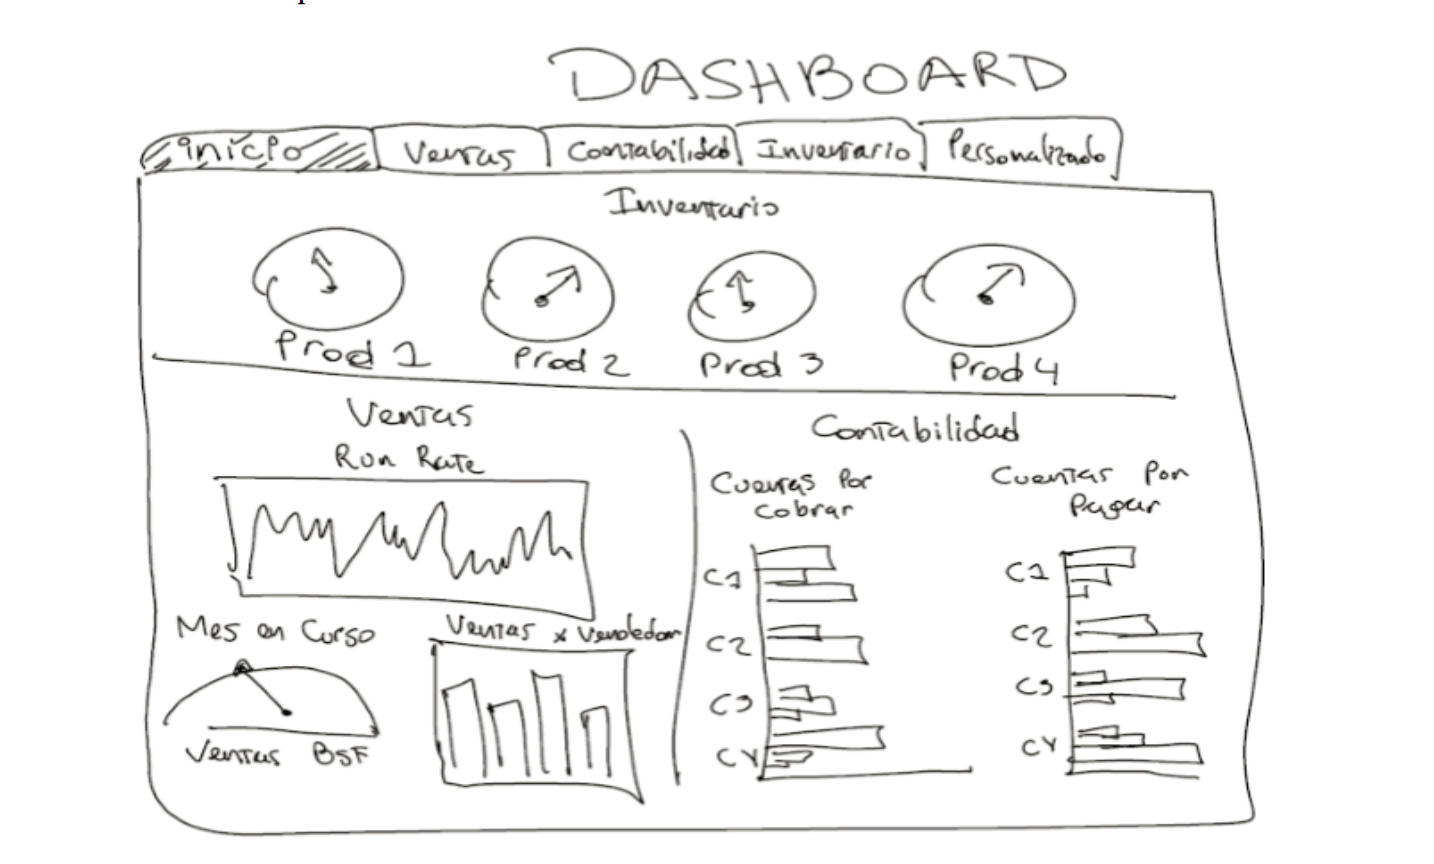 DASHBOARD
inicio Ventas Contabilidad Inventario Personalizado
Inventario
Prod 1 Prod 2 Prod 3 Prod 4
Ventas
Run Rate
Mes en Curso
Ventas BSF
Ventas x Vendedor
Contabilidad
Cuentas Por
Cobrar
C1
C2
C3
C4
Cuentas Por
Pagar
C1
C2
C3
C4